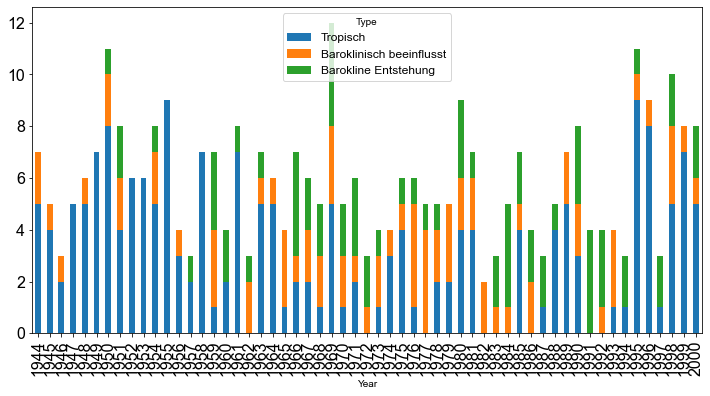 Type
Tropisch
Baroklinisch beeinflusst
Barokline Entstehung
12
10
8
6
4
2
0
1944 1945 1946 1947 1948 1949 1950 1951 1952 1953 1954 1955 1956 1957 1958 1959 1960 1961 1962 1963 1964 1965 1966 1967 1968 1969 1970 1971 1972 1973 1974 1975 1976 1977 1978 1979 1980 1981 1982 1983 1984 1985 1986 1987 1988 1989 1990 1991 1992 1993 1994 1995 1996 1997 1998 1999 2000
Year